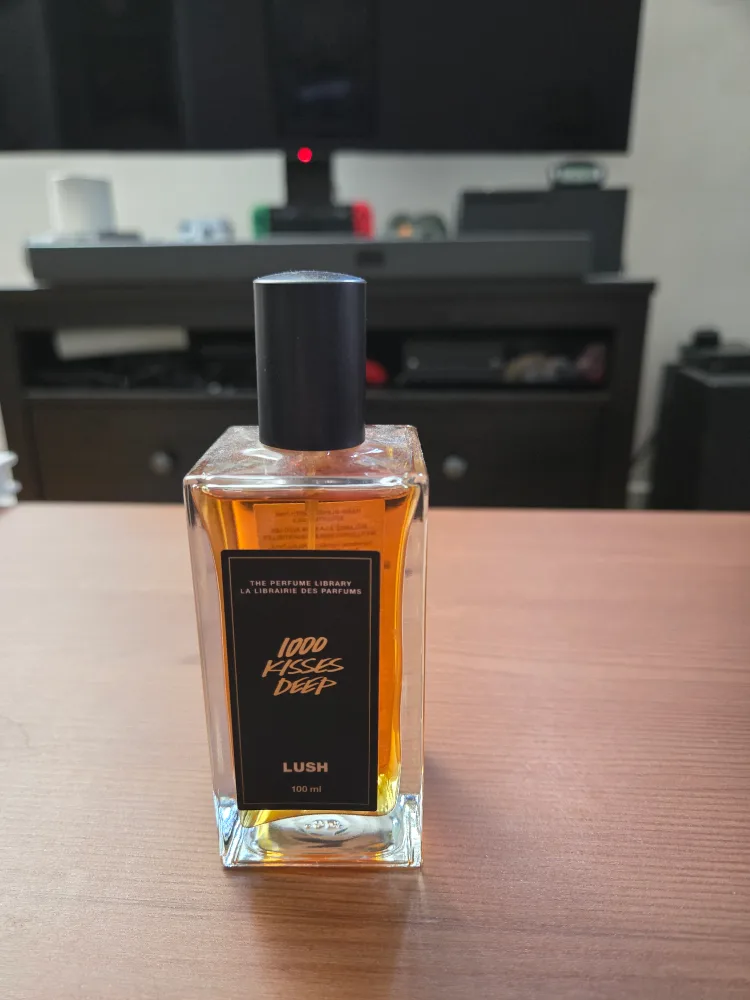 THE PERFUME LIBRARY
LA LIBRAIRIE DES PARFUMS
1000
KISSES
DEEP
LUSH
100 ml